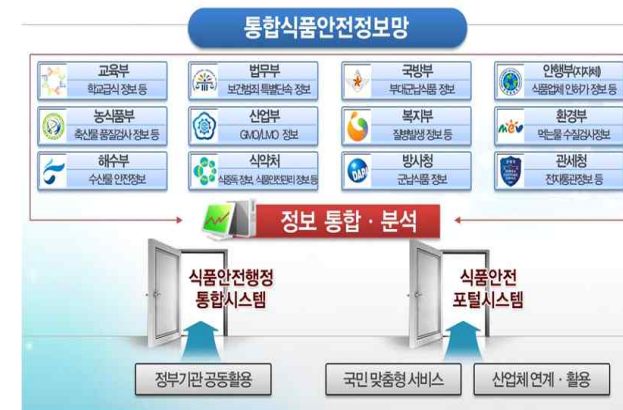 통합식품안전정보망
교육부
학교급식 정보 등
법무부
보건범죄 특별단속 정보
국방부
부대군납식품 정보
안행부(지자체)
식품업체 인허가 정보 등
농식품부
축산물 품질검사 정보 등
산업부
GMO/LMO 정보
복지부
질병발생 정보 등
환경부
me
먹는물 수질검사정보
해수부
수산물 안전정보
식약처
식중독 정보, 식품안전관리 정보 등
방사청
DAPA
군납식품 정보
관세청
전자통관정보 등
정보 통합 · 분석
식품안전행정
통합시스템
식품안전
포털시스템
정부기관 공동활용
국민 맞춤형 서비스
산업체 연계 · 활용